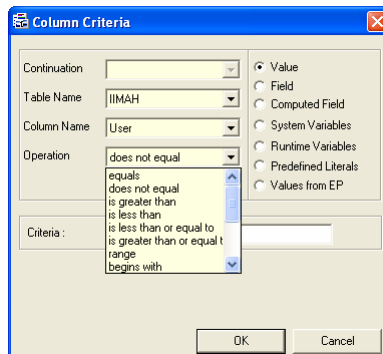 Column Criteria
Continuation
Table Name IIMAH
Column Name User
Operation does not equal
equals
does not equal
is greater than
is less than
is less than or equal to
is greater than or equal t
range
begins with
Value
Field
Computed Field
System Variables
Runtime Variables
Predefined Literals
Values from EP
Criteria :
OK Cancel